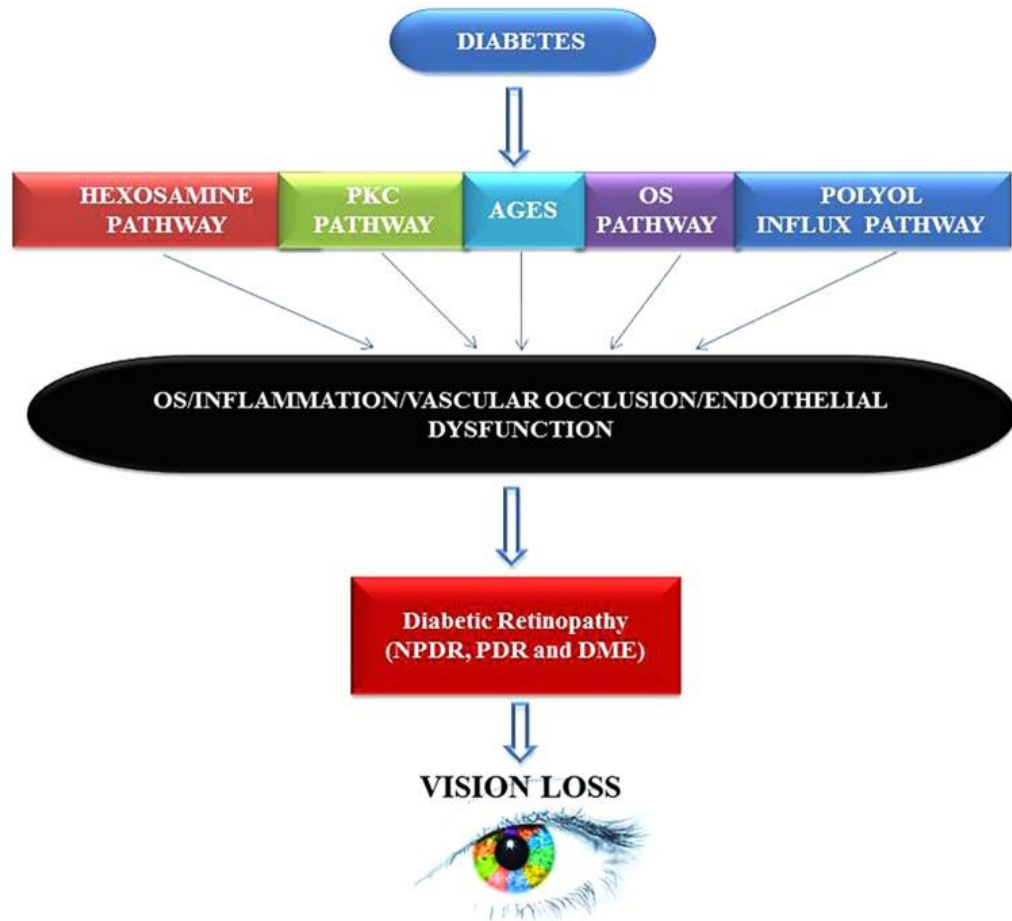 DIABETES
HEXOSAMINE
PATHWAY
PKC
PATHWAY
AGES
OS
PATHWAY
POLYOL
INFLUX PATHWAY
OS/INFLAMMATION/VASCULAR OCCLUSION/ENDOTHELIAL
DYSFUNCTION
Diabetic Retinopathy
(NPDR, PDR and DME)
VISION LOSS